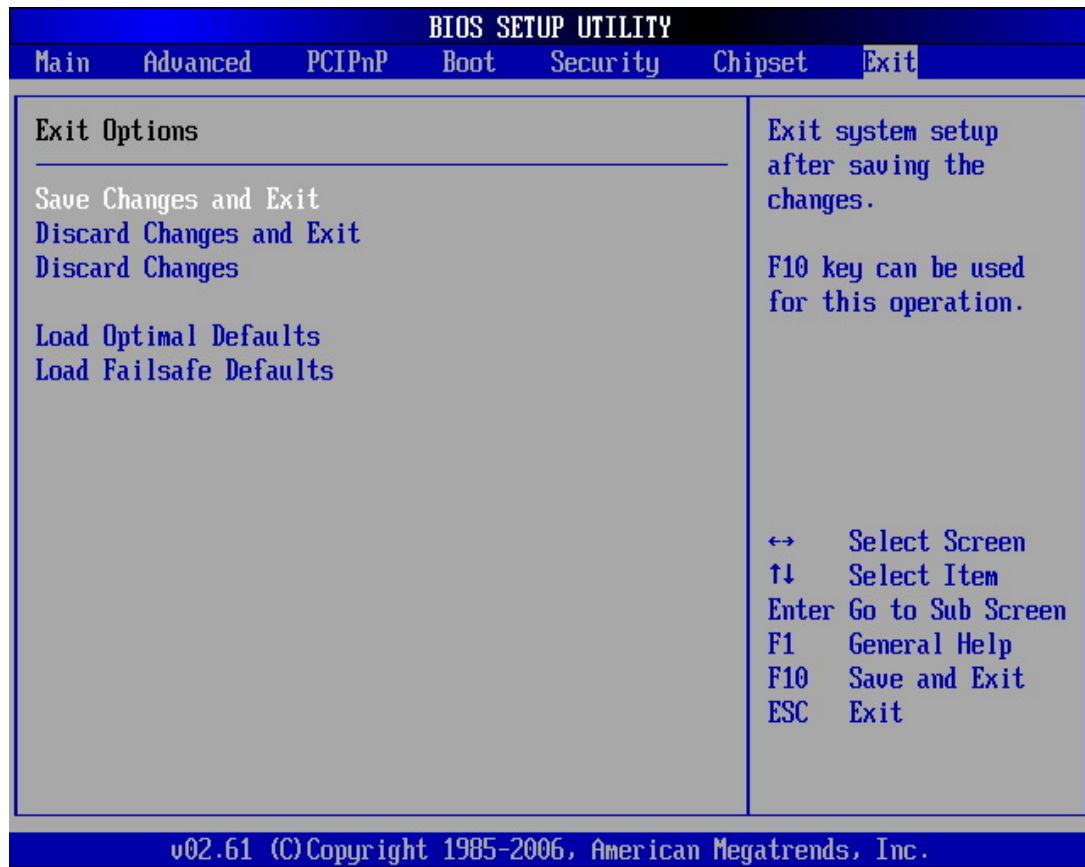 BIOS SETUP UTILITY
Main Advanced PCIPnP Boot Security Chipset Exit
Exit Options
Save Changes and Exit
Discard Changes and Exit
Discard Changes
Load Optimal Defaults
Load Failsafe Defaults
Exit system setup
after saving the
changes.
F10 key can be used
for this operation.
↔ Select Screen
↑↓ Select Item
Enter Go to Sub Screen
F1 General Help
F10 Save and Exit
ESC Exit
v02.61 (C)Copyright 1985-2006, American Megatrends, Inc.